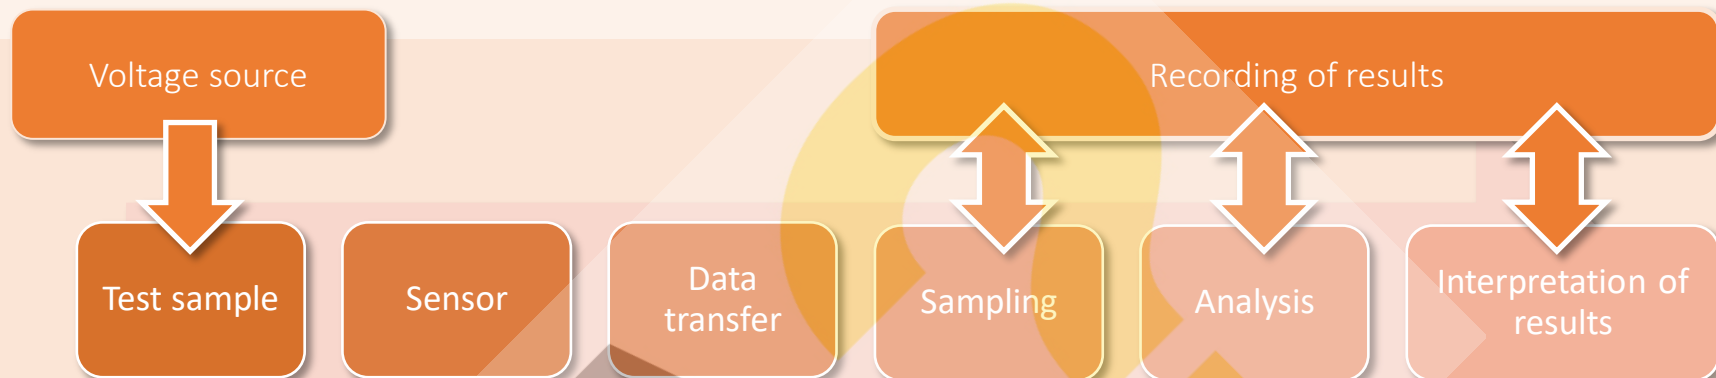 Voltage source
Recording of results
Test sample
Sensor
Data
transfer
Sampling
Analysis
Interpretation of
results